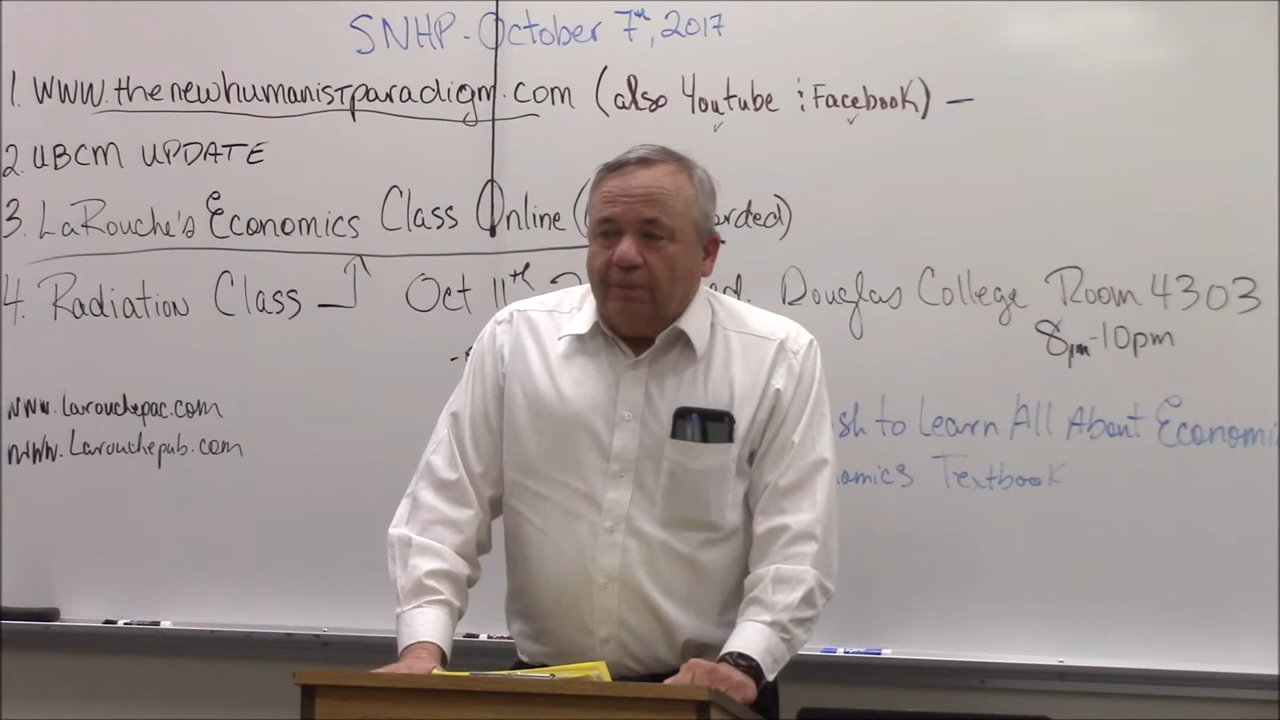 SNHP - October 7th, 2017
1. WWW.thenewhumanistparadigm.com (also Youtube & Facebook) —
2. UBCM UPDATE
3. LaRouche's Economics Class Online (
4. Radiation Class — Oct 11th Douglas College Room 4303
8pm-10pm
www.larouchepac.com
www.Larouchepub.com
to Learn All About
Textbook